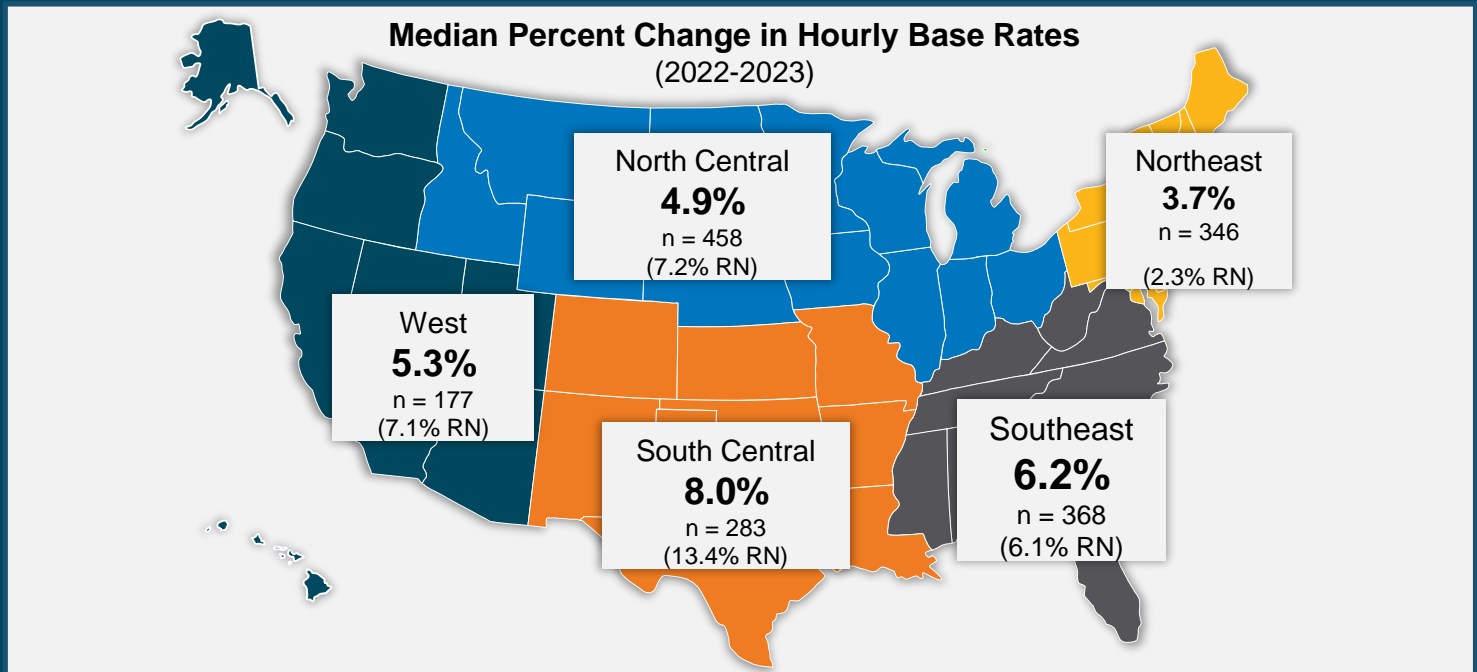 Median Percent Change in Hourly Base Rates
(2022-2023)
North Central
4.9%
n = 458
(7.2% RN)
Northeast
3.7%
n = 346
(2.3% RN)
West
5.3%
n = 177
(7.1% RN)
South Central
8.0%
n = 283
(13.4% RN)
Southeast
6.2%
n = 368
(6.1% RN)